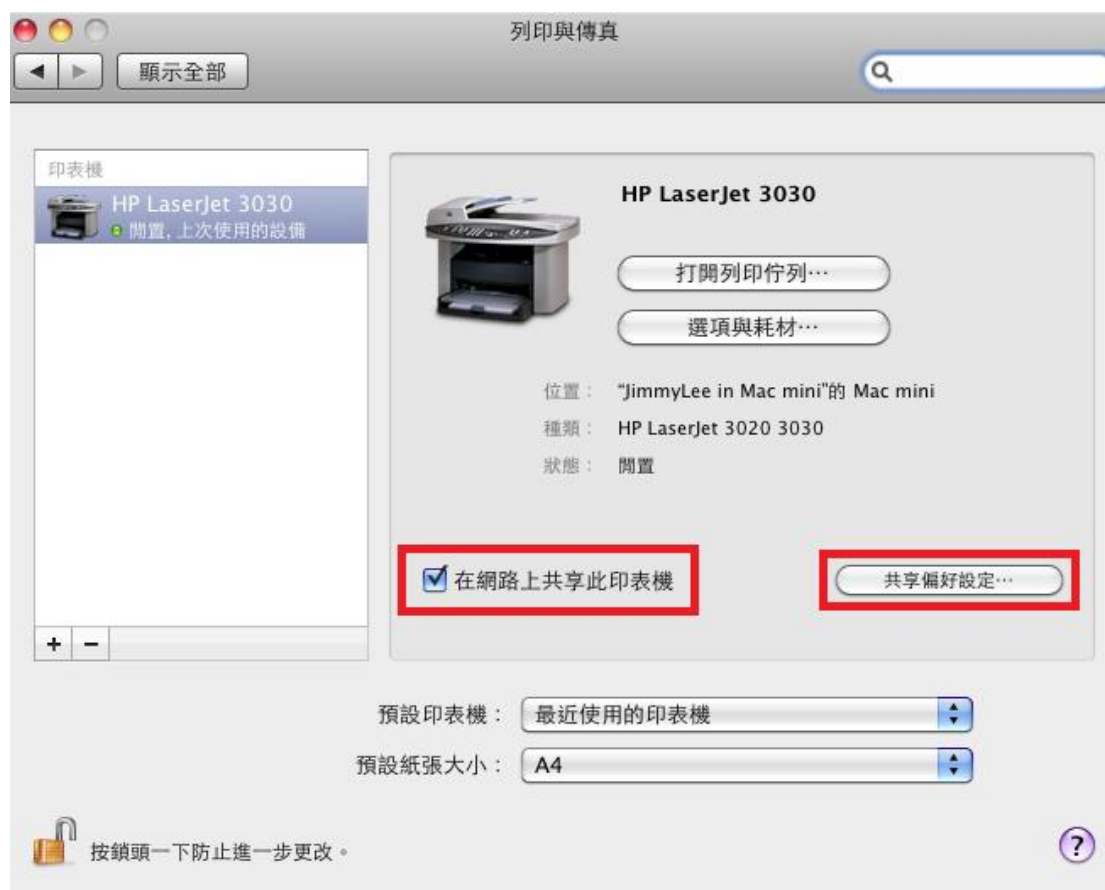 列印與傳真
顯示全部
印表機
HP LaserJet 3030
閒置, 上次使用的設備
HP LaserJet 3030
打開列印佇列⋯
選項與耗材⋯
位置： “JimmyLee in Mac mini”的 Mac mini
種類： HP LaserJet 3020 3030
狀態： 閒置
在網路上共享此印表機
共享偏好設定⋯
+ −
預設印表機： 最近使用的印表機
預設紙張大小： A4
按鎖頭一下防止進一步更改。
?